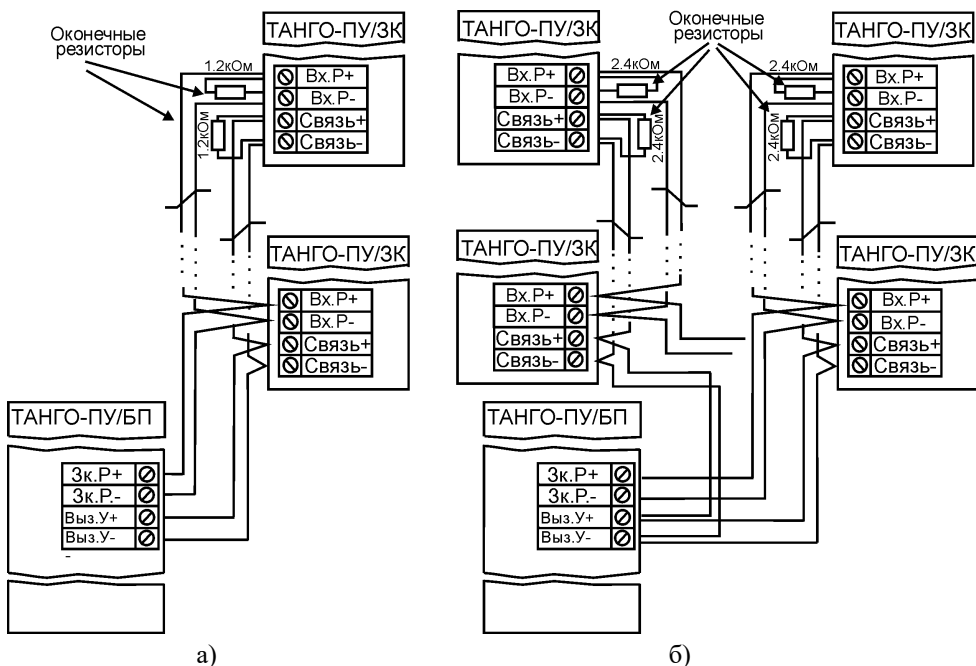 Оконечные
резисторы
ТАНГО-ПУ/ЗК
1.2кОм
Вх.Р+
Вх.Р-
Связь+
Связь-
1.2кОм
ТАНГО-ПУ/ЗК
Вх.Р+
Вх.Р-
Связь+
Связь-
ТАНГО-ПУ/БП
Зк.Р+
Зк.Р.-
Выз.У+
Выз.У-
-
а)
ТАНГО-ПУ/ЗК
Оконечные
резисторы
ТАНГО-ПУ/ЗК
2.4кОм
2.4кОм
Вх.Р+
Вх.Р-
Связь+
Связь-
2.4кОм
2.4кОм
Вх.Р+
Вх.Р-
Связь+
Связь-
ТАНГО-ПУ/ЗК
Вх.Р+
Вх.Р-
Связь+
Связь-
ТАНГО-ПУ/ЗК
Вх.Р+
Вх.Р-
Связь+
Связь-
ТАНГО-ПУ/БП
Зк.Р+
Зк.Р.-
Выз.У+
Выз.У-
б)